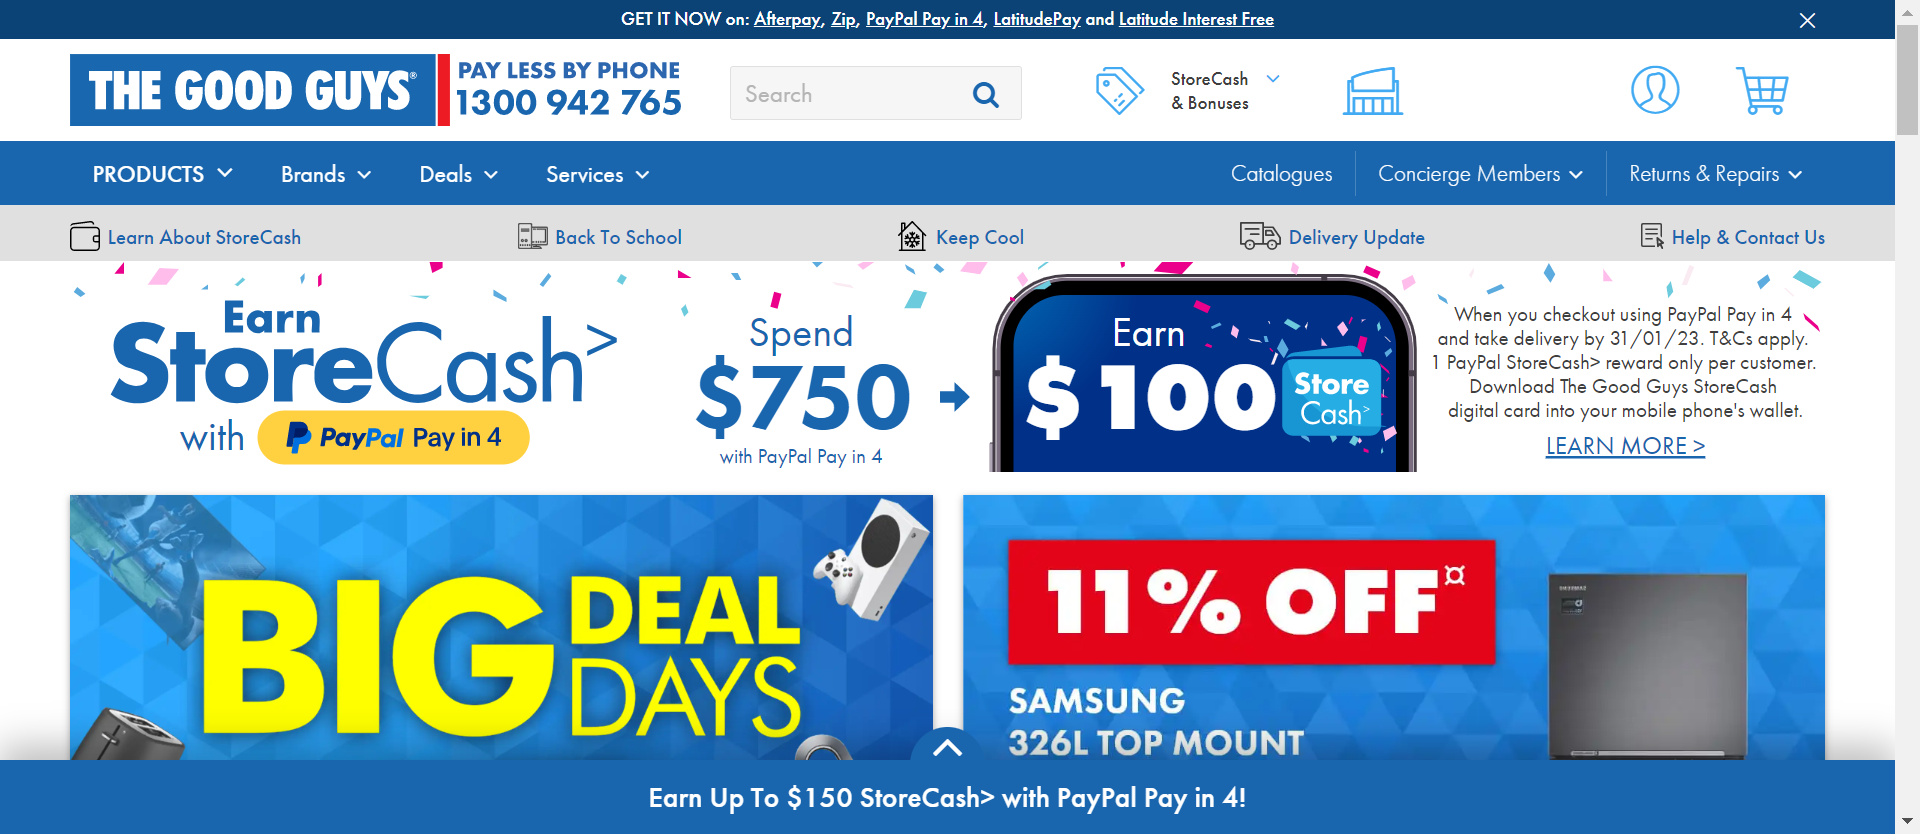 GET IT NOW on: Afterpay, Zip, PayPal Pay in 4, LatitudePay and Latitude Interest Free
THE GOOD GUYS®
PAY LESS BY PHONE
1300 942 765
Search
StoreCash
& Bonuses
PRODUCTS
Brands
Deals
Services
Catalogues
Concierge Members
Returns & Repairs
Learn About StoreCash
Back To School
Keep Cool
Delivery Update
Help & Contact Us
Earn
StoreCash>
with PayPal Pay in 4
Spend
$750
with PayPal Pay in 4
Earn
$100
Store
Cash>
When you checkout using PayPal Pay in 4
and take delivery by 31/01/23. T&Cs apply.
1 PayPal StoreCash> reward only per customer.
Download The Good Guys StoreCash
digital card into your mobile phone's wallet.
LEARN MORE >
BIG DEAL
DAYS
11% OFF¤
SAMSUNG
326L TOP MOUNT
Earn Up To $150 StoreCash> with PayPal Pay in 4!